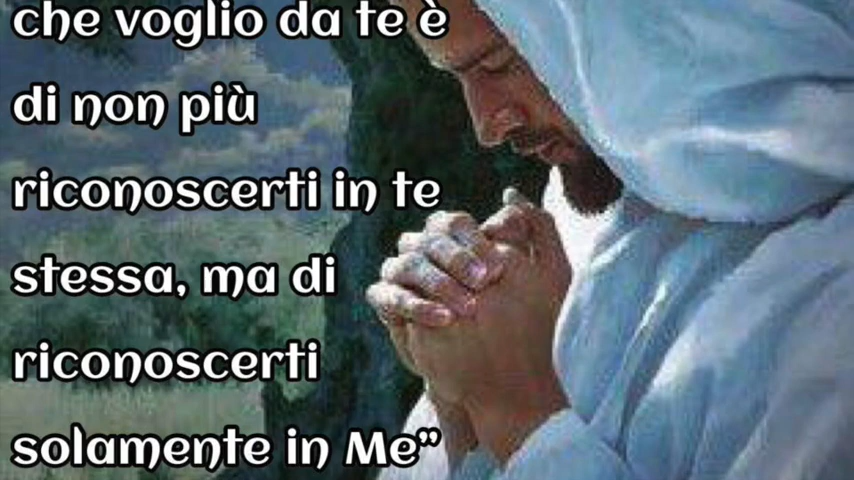 che voglio da te è
di non più
riconoscerti in te
stessa, ma di
riconoscerti
solamente in Me”